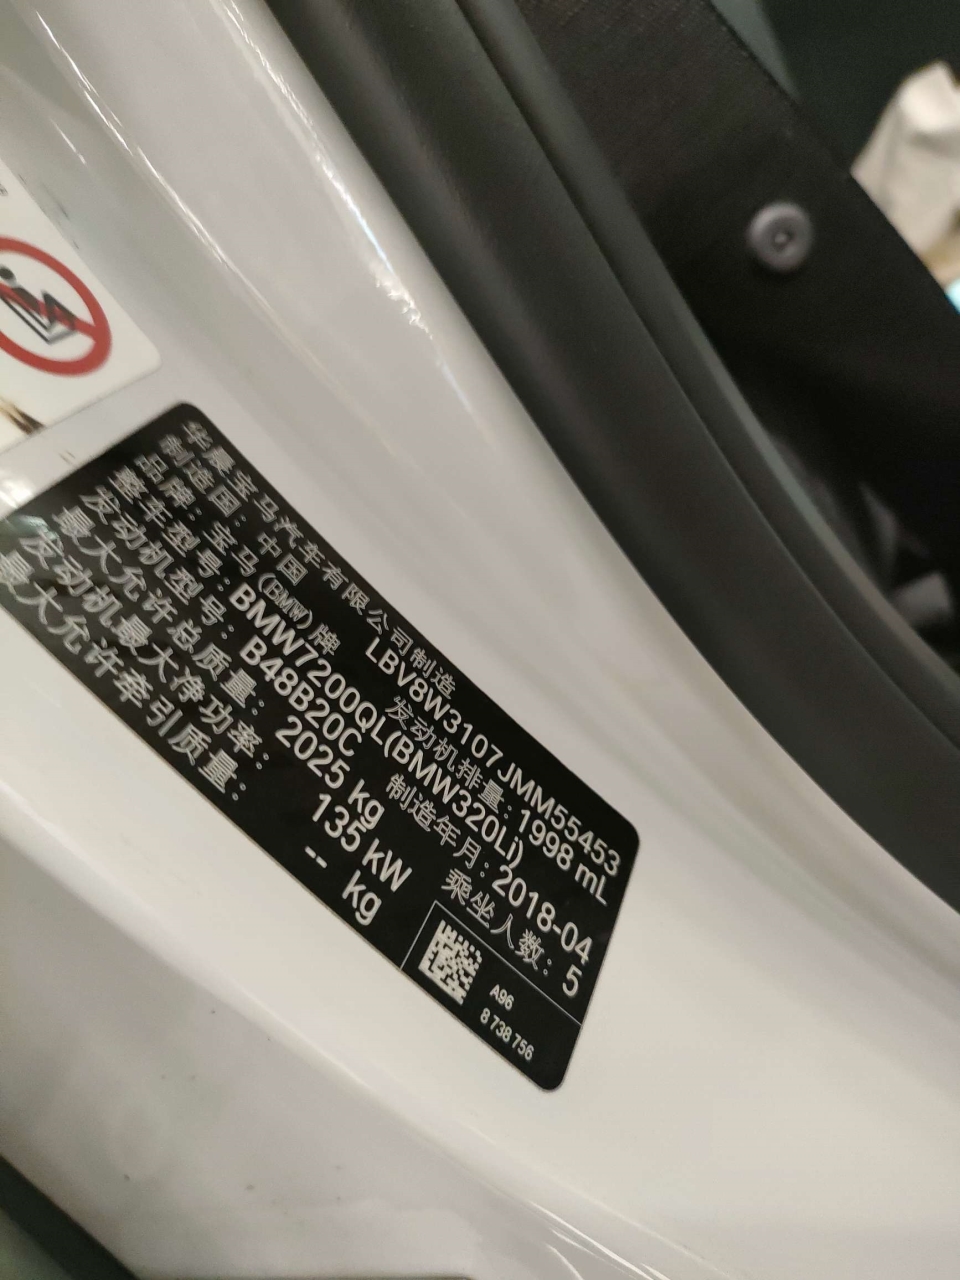 华晨宝马汽车有限公司制造
制造国：中国 LBV8W3107JMM55453
品牌：宝马(BMW)牌 发动机排量：1998 mL
整车型号：BMW7200QL(BMW320Li)
发动机型号：B48B20C 制造年月：2018-04
最大允许总质量：2025 kg 乘坐人数：5
发动机最大净功率：135 kW
最大允许牵引质量：-- kg
A96
8 738 756